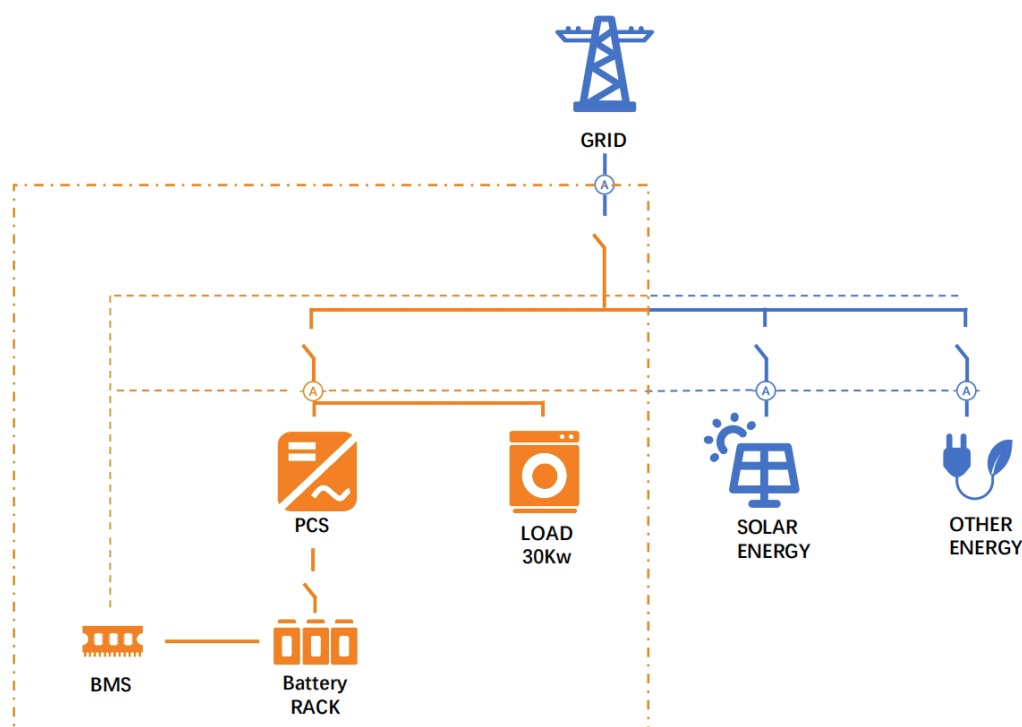 GRID
A
A
A
A
PCS
LOAD
30Kw
SOLAR
ENERGY
OTHER
ENERGY
BMS
Battery
RACK